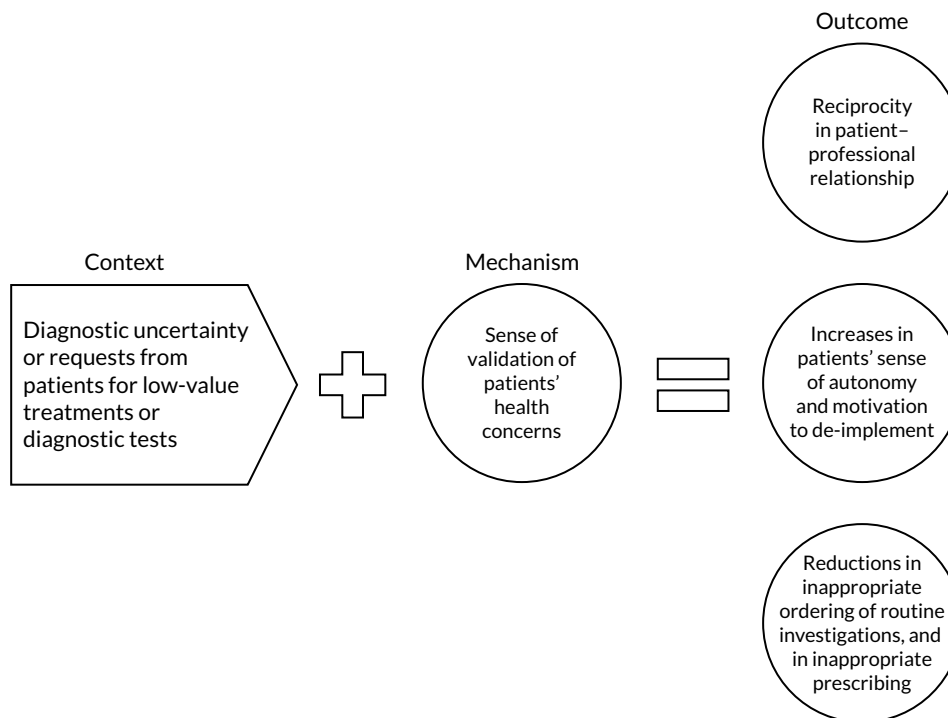 Outcome
Reciprocity
in patient–
professional
relationship
Context
Diagnostic uncertainty
or requests from
patients for low-value
treatments or
diagnostic tests
Mechanism
Sense of
validation of
patients’
health
concerns
Increases in
patients’ sense
of autonomy
and motivation
to de-implement
Reductions in
inappropriate
ordering of routine
investigations, and
in inappropriate
prescribing